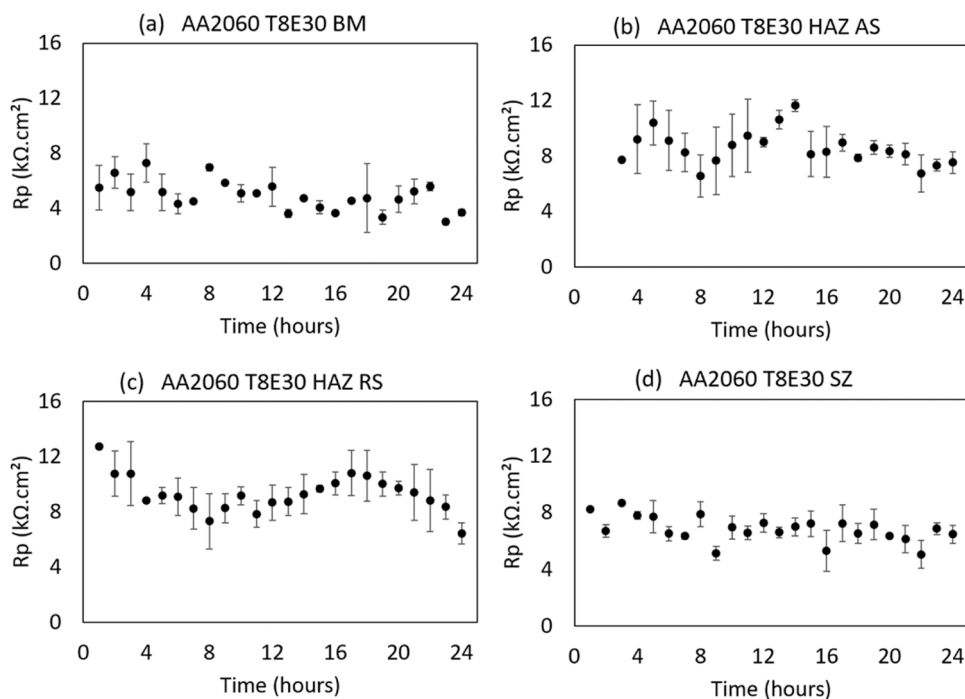 (a) AA2060 T8E30 BM
16
12
8
4
0
Rp (kΩ.cm²)
0 4 8 12 16 20 24
Time (hours)
(b) AA2060 T8E30 HAZ AS
16
12
8
4
0
Rp (kΩ.cm²)
0 4 8 12 16 20 24
Time (hours)
(c) AA2060 T8E30 HAZ RS
16
12
8
4
0
Rp (kΩ.cm²)
0 4 8 12 16 20 24
Time (hours)
(d) AA2060 T8E30 SZ
16
12
8
4
0
Rp (kΩ.cm²)
0 4 8 12 16 20 24
Time (hours)